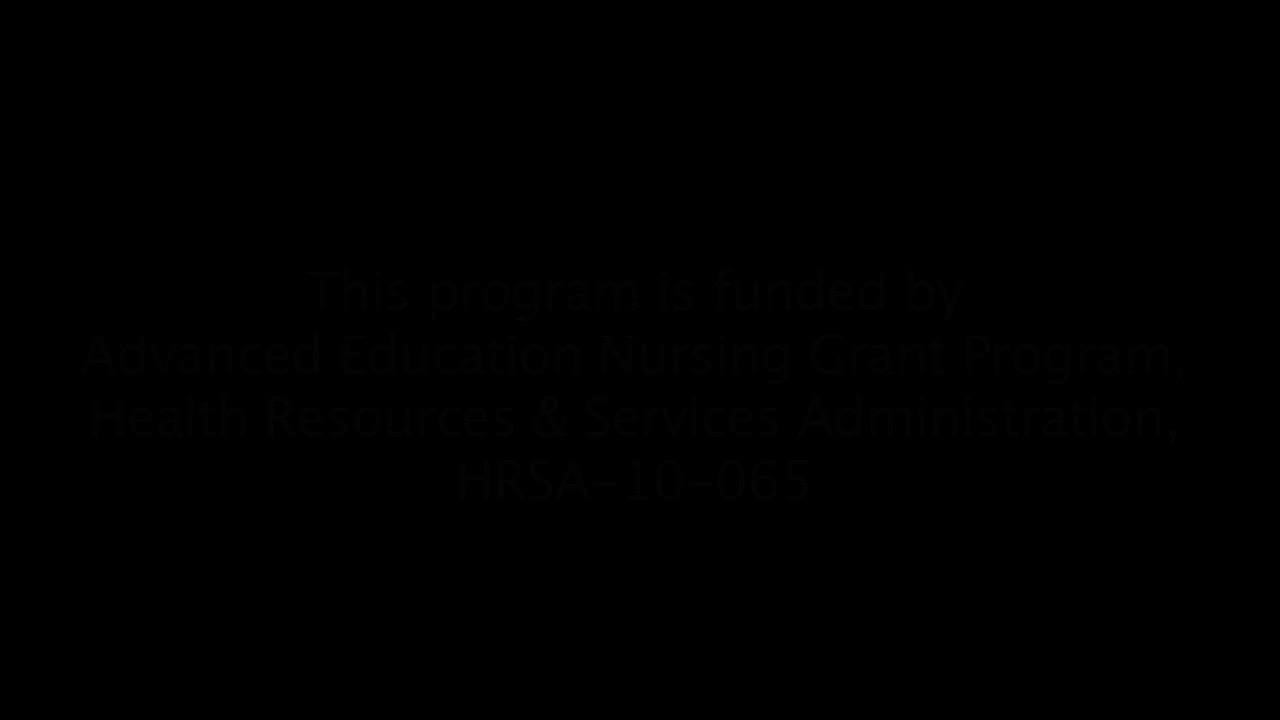 This program is funded by
Advanced Education Nursing Grant Program,
Health Resources & Services Administration,
HRSA-10-065